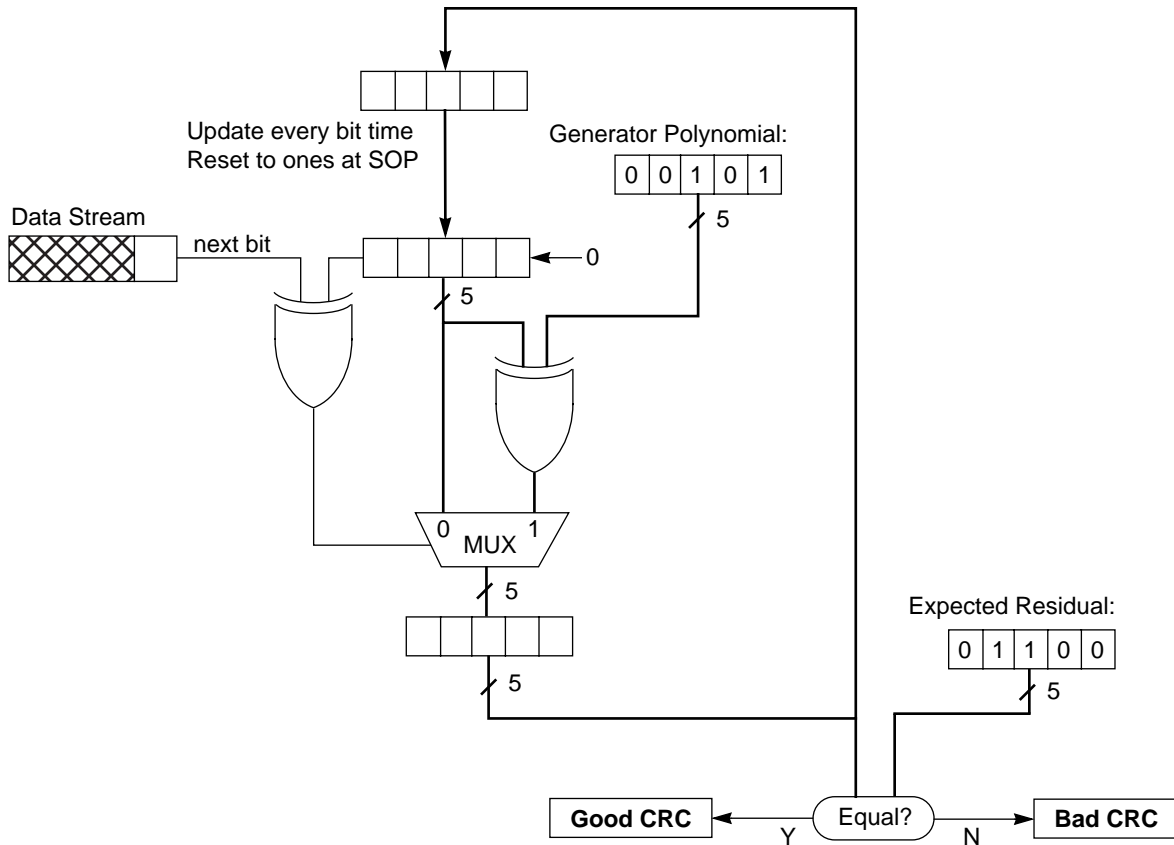 Update every bit time
Reset to ones at SOP
Generator Polynomial:
0 0 1 0 1
5
Data Stream
next bit
0
5
0 1
MUX
5
Expected Residual:
0 1 1 0 0
5
5
Good CRC
Y
Equal?
N
Bad CRC